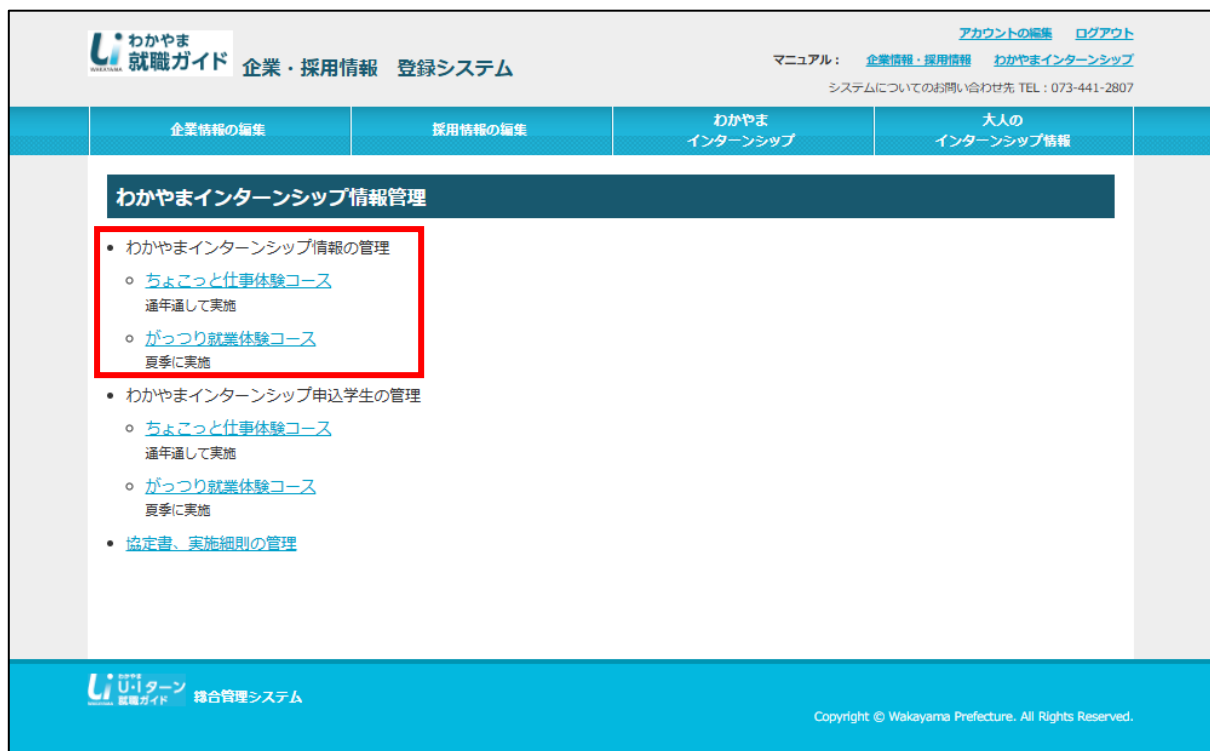 わかやま
就職ガイド
WAKAYAMA
企業・採用情報 登録システム
アカウントの編集 ログアウト
マニュアル： 企業情報・採用情報 わかやまインターンシップ
システムについてのお問い合わせ先 TEL：073-441-2807
企業情報の編集
採用情報の編集
わかやま
インターンシップ
大人の
インターンシップ情報
わかやまインターンシップ情報管理
わかやまインターンシップ情報の管理
ちょこっと仕事体験コース
通年通して実施
がっつり就業体験コース
夏季に実施
わかやまインターンシップ申込学生の管理
ちょこっと仕事体験コース
通年通して実施
がっつり就業体験コース
夏季に実施
協定書、実施細則の管理
わかやま
U・Iターン
就職ガイド
WAKAYAMA
総合管理システム
Copyright © Wakayama Prefecture. All Rights Reserved.